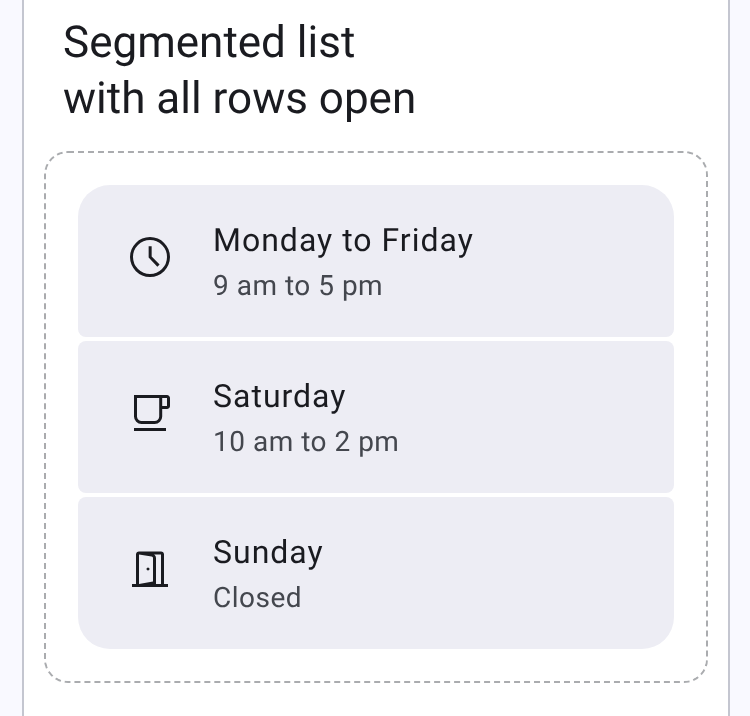 Segmented list
with all rows open
Monday to Friday
9 am to 5 pm
Saturday
10 am to 2 pm
Sunday
Closed